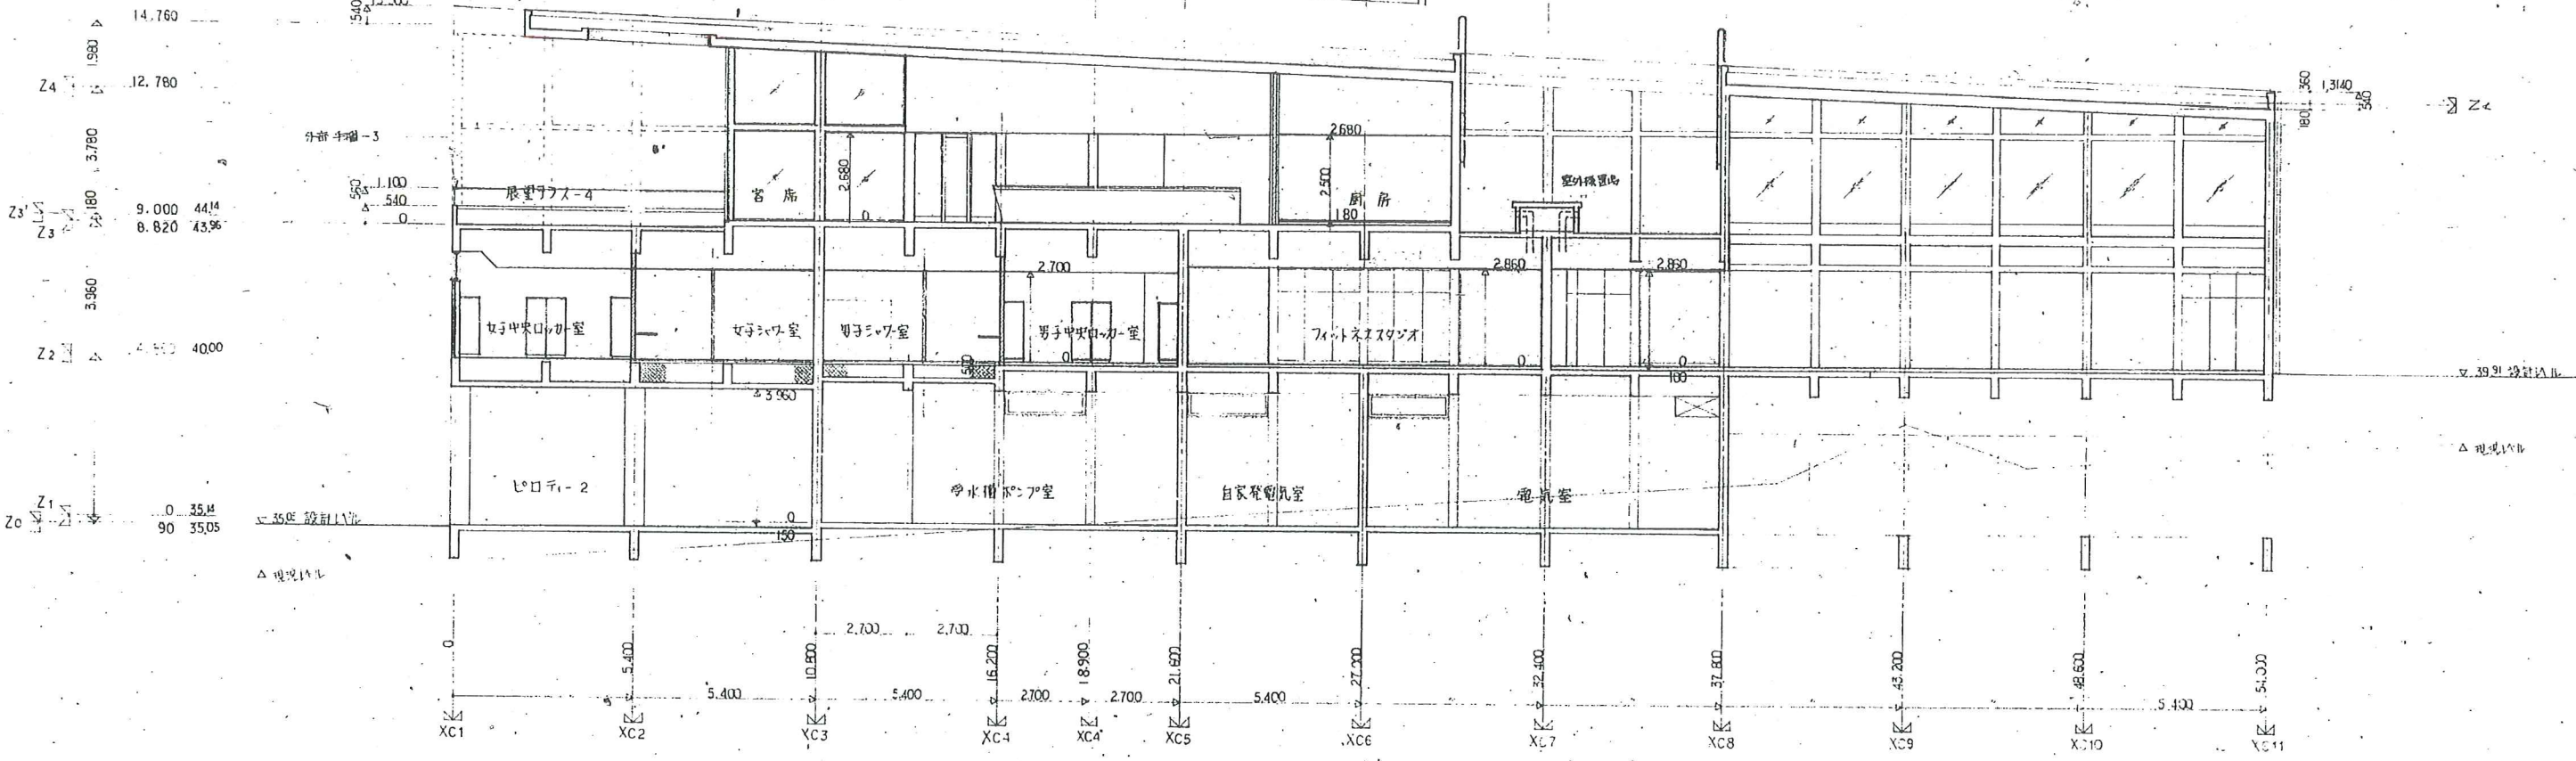 14.760
1.980
Z4
12.780
3.780
外部手摺-3
560
1.100
540
0
180
Z3'
9.000 44.14
Z3
8.820 43.96
3.960
Z2
40.00
Z1
0 35.14
Z0
90 35.05
35.05 設計レベル
△ 現況レベル
540
展望テラス-4
客席
2.680
0
2.680
2.500
厨房
180
室外機置場
360
1,3140
540
180
女子中央ロッカー室
女子シャワー室
男子シャワー室
2.700
男子中央ロッカー室
0
フィットネススタジオ
2.860
0
2.860
0
100
3.960
▽ 39.91 設計レベル
△ 現況レベル
ピロティ-2
0
150
受水槽ポンプ室
自家発電気室
電気室
2.700 2.700
0
5.400
10.800
16.200
18.900
21.600
27.000
32.400
37.800
43.200
48.600
54.000
5.400
5.400
2.700
2.700
5.400
5.400
XC1
XC2
XC3
XC4
XC4'
XC5
XC6
XC7
XC8
XC9
XC10
XC11